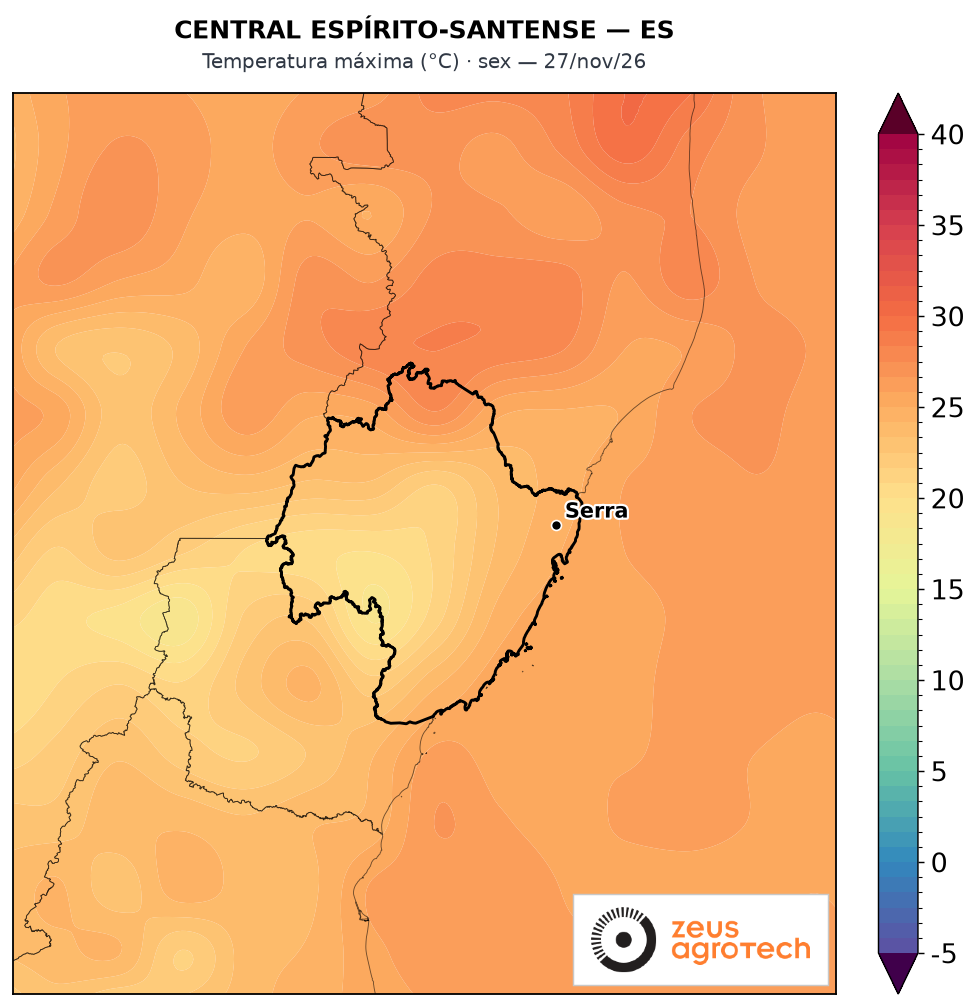 CENTRAL ESPÍRITO-SANTENSE — ES
Temperatura máxima (°C) · sex — 27/nov/26
40
35
30
25
20
15
10
5
0
-5
Serra
zeus
agrotech